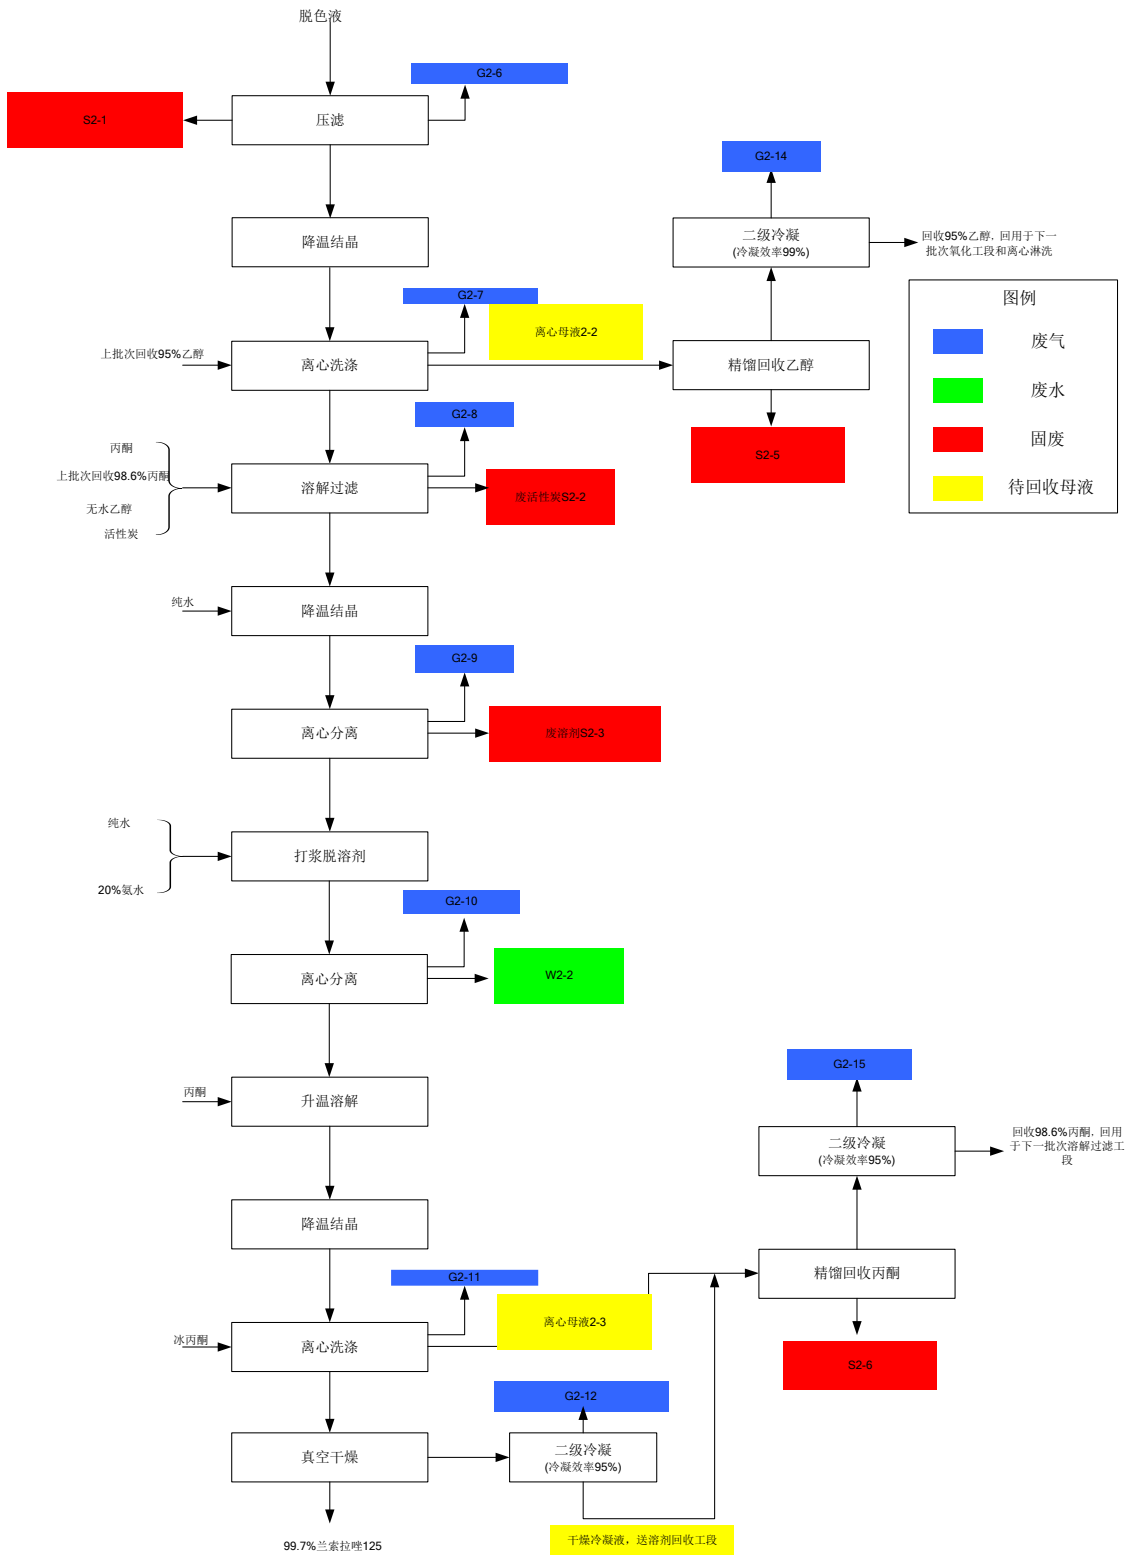 脱色液
G2-6
S2-1
压滤
G2-14
降温结晶
二级冷凝
(冷凝效率99%)
回收95%乙醇, 回用于下一
批次氧化工段和离心淋洗
图例
废气
废水
固废
待回收母液
G2-7
离心母液2-2
上批次回收95%乙醇
离心洗涤
精馏回收乙醇
G2-8
S2-5
丙酮
上批次回收98.6%丙酮
无水乙醇
活性炭
溶解过滤
废活性炭S2-2
纯水
降温结晶
G2-9
离心分离
废溶剂S2-3
纯水
20%氨水
打浆脱溶剂
G2-10
离心分离
W2-2
丙酮
升温溶解
G2-15
二级冷凝
(冷凝效率95%)
回收98.6%丙酮, 回用
于下一批次溶解过滤工
段
降温结晶
G2-11
离心母液2-3
精馏回收丙酮
冰丙酮
离心洗涤
S2-6
G2-12
真空干燥
二级冷凝
(冷凝效率95%)
干燥冷凝液，送溶剂回收工段
99.7%兰索拉唑125